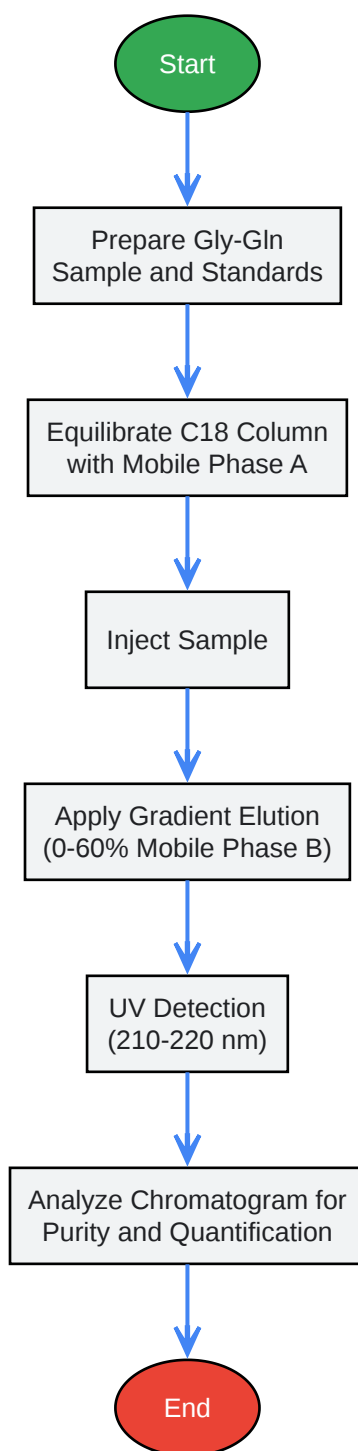 Start
Prepare Gly-Gln
Sample and Standards
Equilibrate C18 Column
with Mobile Phase A
Inject Sample
Apply Gradient Elution
(0-60% Mobile Phase B)
UV Detection
(210-220 nm)
Analyze Chromatogram for
Purity and Quantification
End